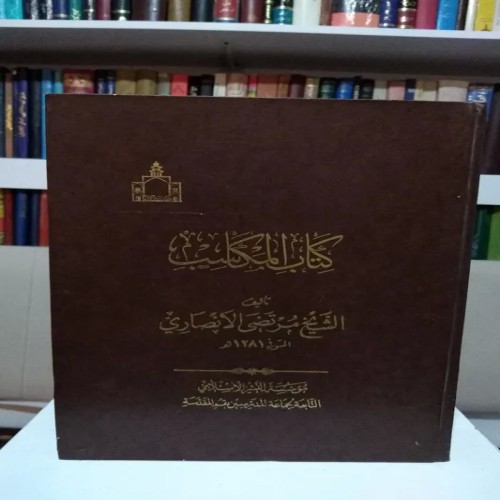 كتاب المكاسب
تأليف
الشيخ مرتضى الأنصاري
المتوفى ١٢٨١ هـ
مؤسسة النشر الإسلامي
التابعة لجماعة المدرسين بقم المقدسة